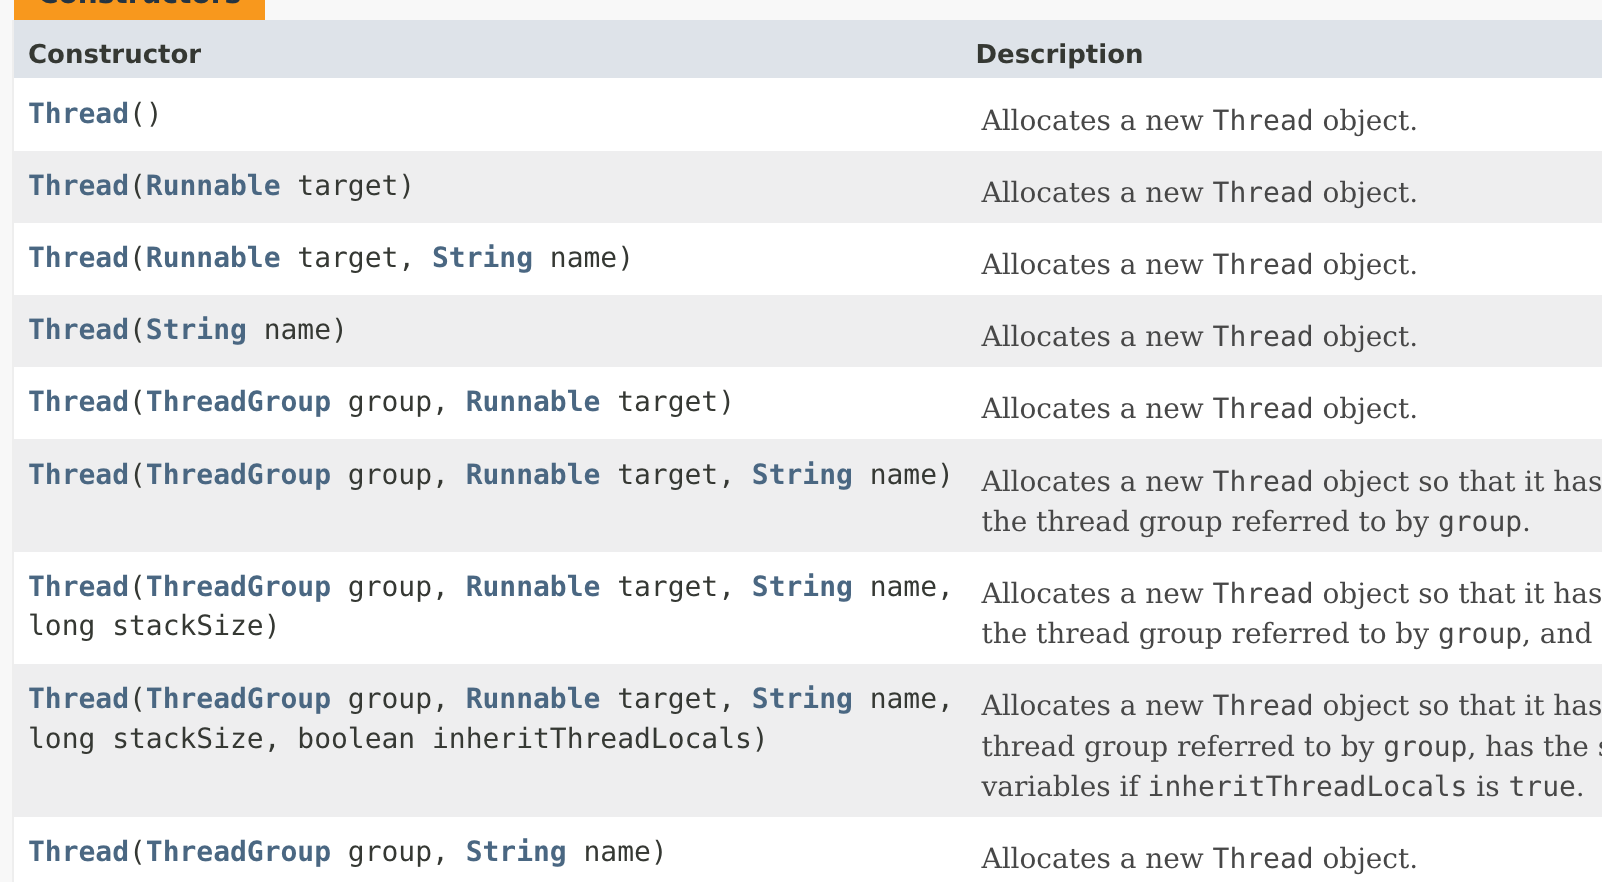 Constructors
Constructor Description
Thread() Allocates a new Thread object.
Thread(Runnable target) Allocates a new Thread object.
Thread(Runnable target, String name) Allocates a new Thread object.
Thread(String name) Allocates a new Thread object.
Thread(ThreadGroup group, Runnable target) Allocates a new Thread object.
Thread(ThreadGroup group, Runnable target, String name) Allocates a new Thread object so that it has
the thread group referred to by group.
Thread(ThreadGroup group, Runnable target, String name, Allocates a new Thread object so that it has
long stackSize) the thread group referred to by group, and
Thread(ThreadGroup group, Runnable target, String name, Allocates a new Thread object so that it has
long stackSize, boolean inheritThreadLocals) thread group referred to by group, has the
variables if inheritThreadLocals is true.
Thread(ThreadGroup group, String name) Allocates a new Thread object.